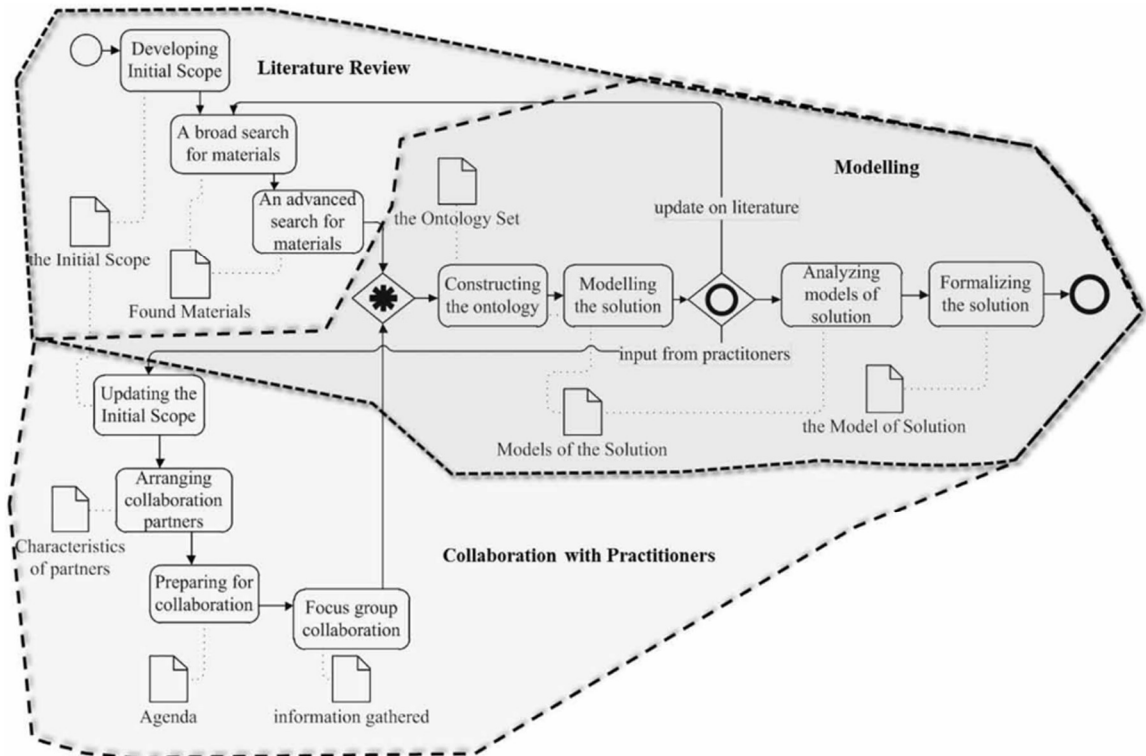 Developing
Initial Scope
Literature Review
A broad search
for materials
An advanced
search for
materials
the Initial Scope
Found Materials
Modelling
the Ontology Set
update on literature
Constructing
the ontology
Modelling
the solution
Analyzing
models of
solution
Formalizing
the solution
input from practitoners
Models of the Solution
the Model of Solution
Updating the
Initial Scope
Arranging
collaboration
partners
Characteristics
of partners
Collaboration with Practitioners
Preparing for
collaboration
Focus group
collaboration
Agenda
information gathered